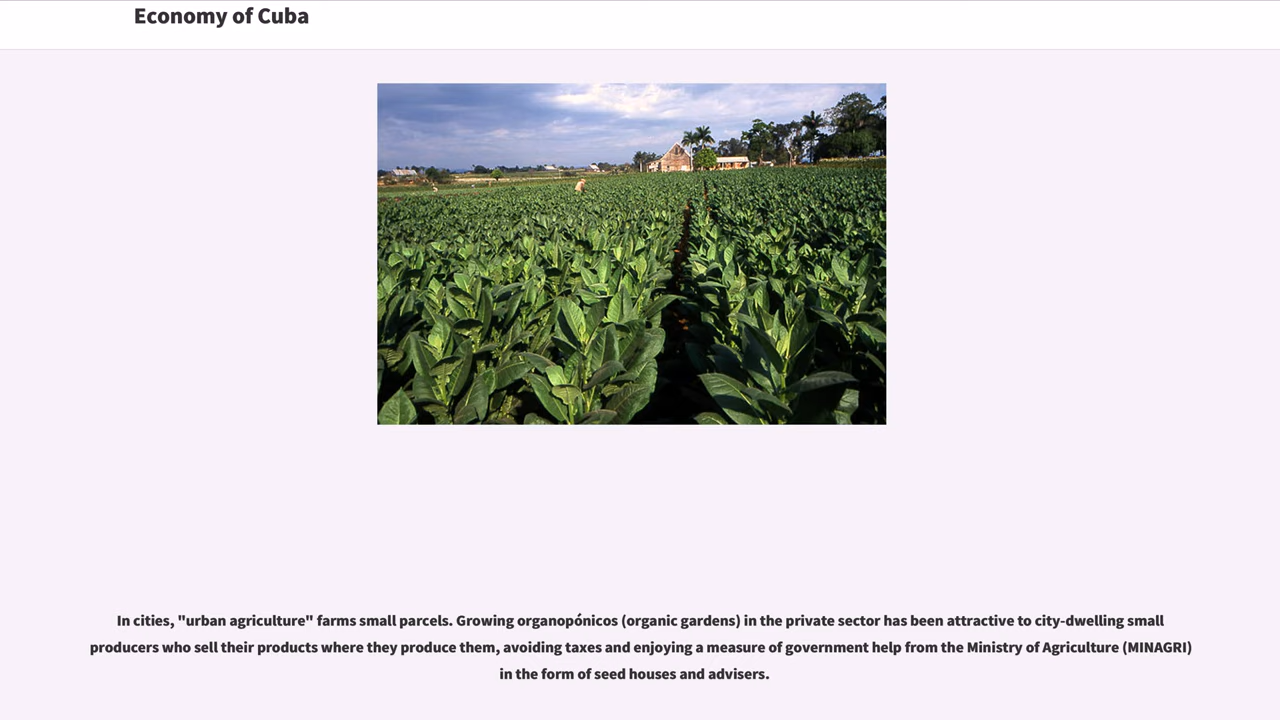 Economy of Cuba
In cities, "urban agriculture" farms small parcels. Growing organopónicos (organic gardens) in the private sector has been attractive to city-dwelling small
producers who sell their products where they produce them, avoiding taxes and enjoying a measure of government help from the Ministry of Agriculture (MINAGRI)
in the form of seed houses and advisers.